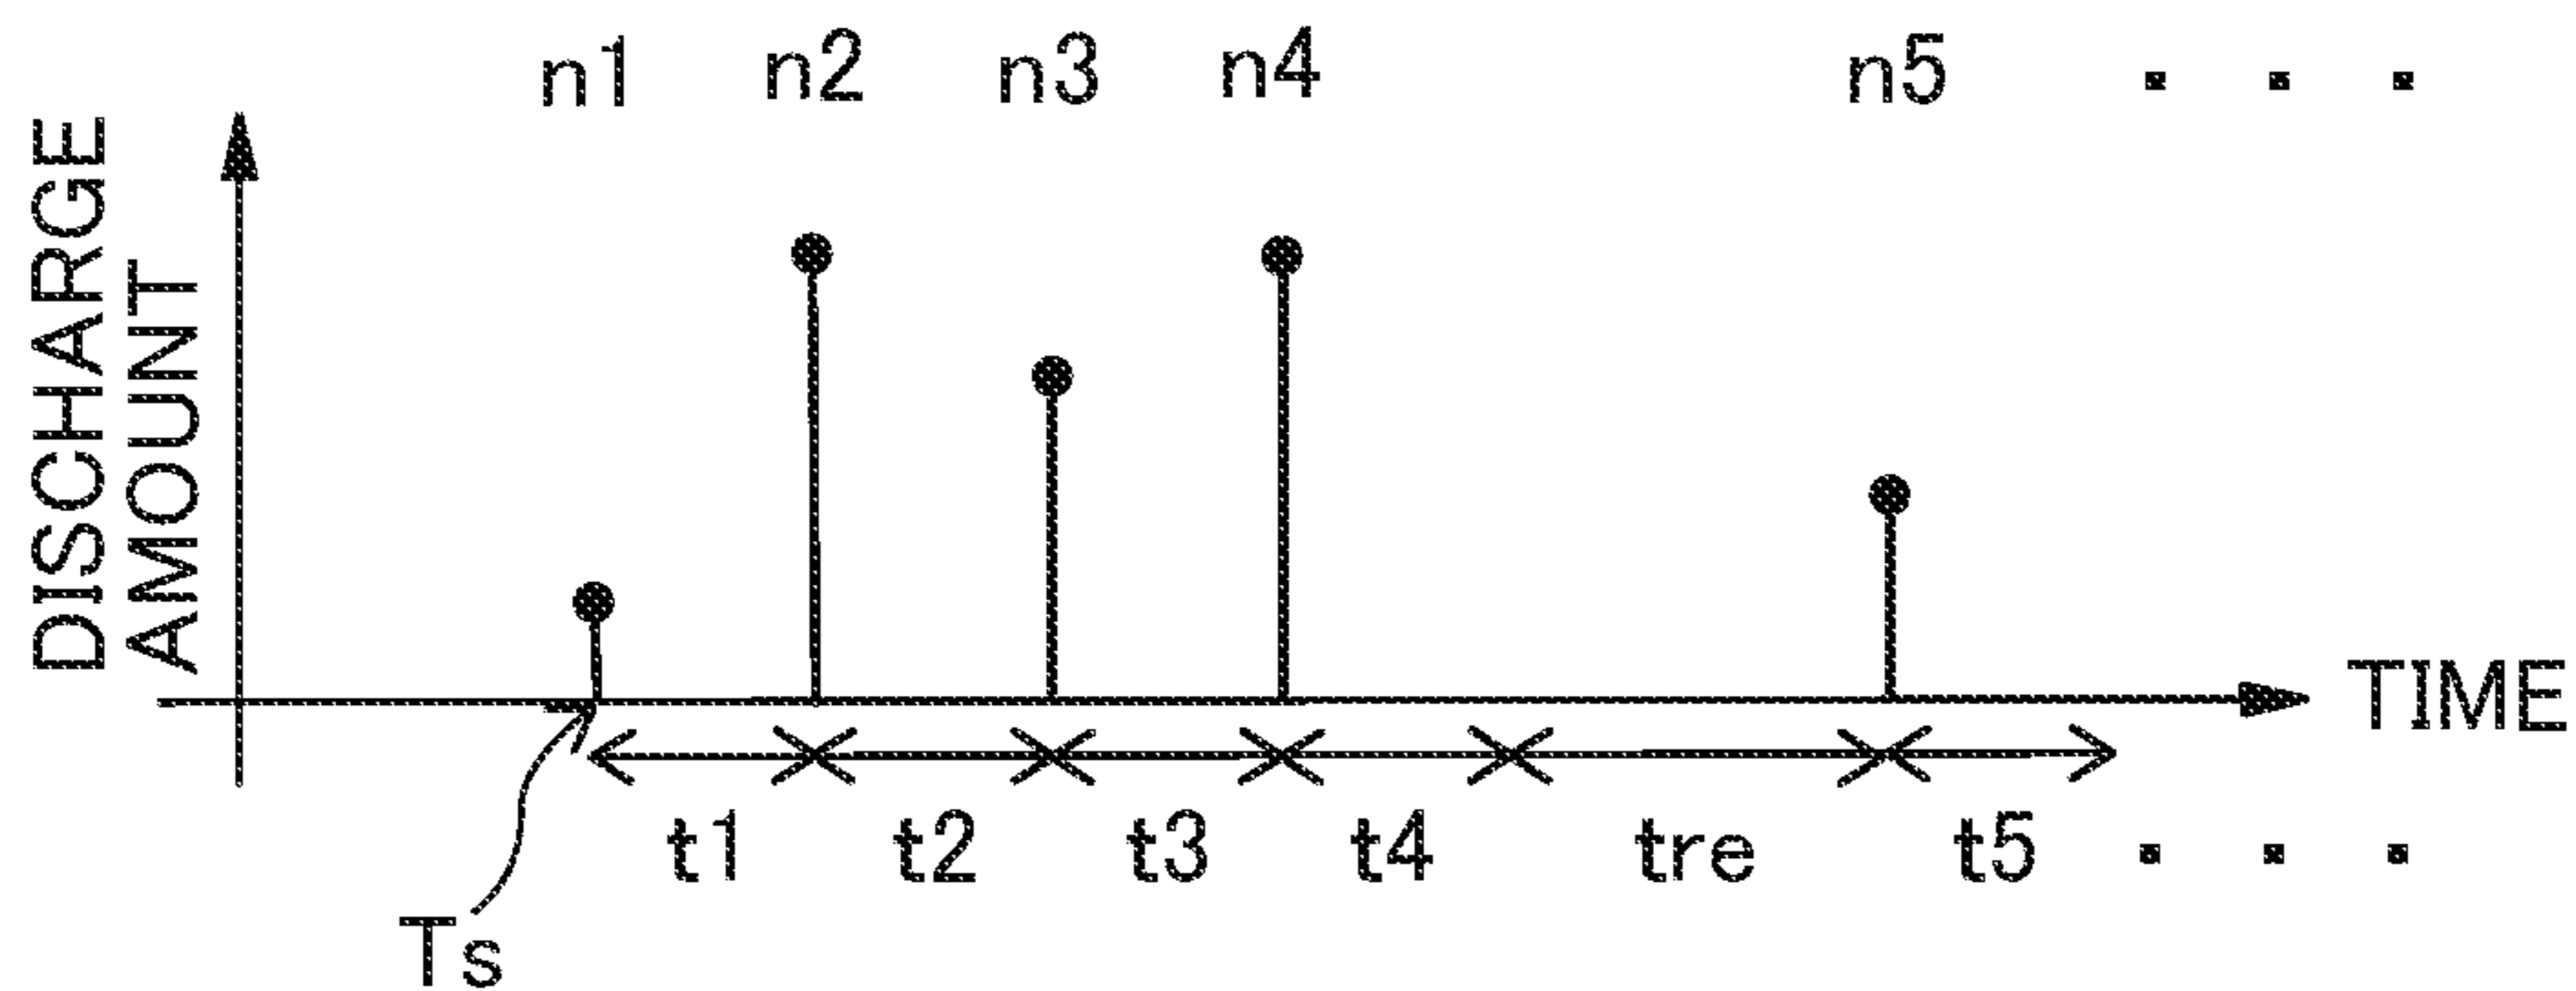 n1 n2 n3 n4 n5 . . .
DISCHARGE
AMOUNT
TIME
t1 t2 t3 t4 tre t5 . . .
Ts